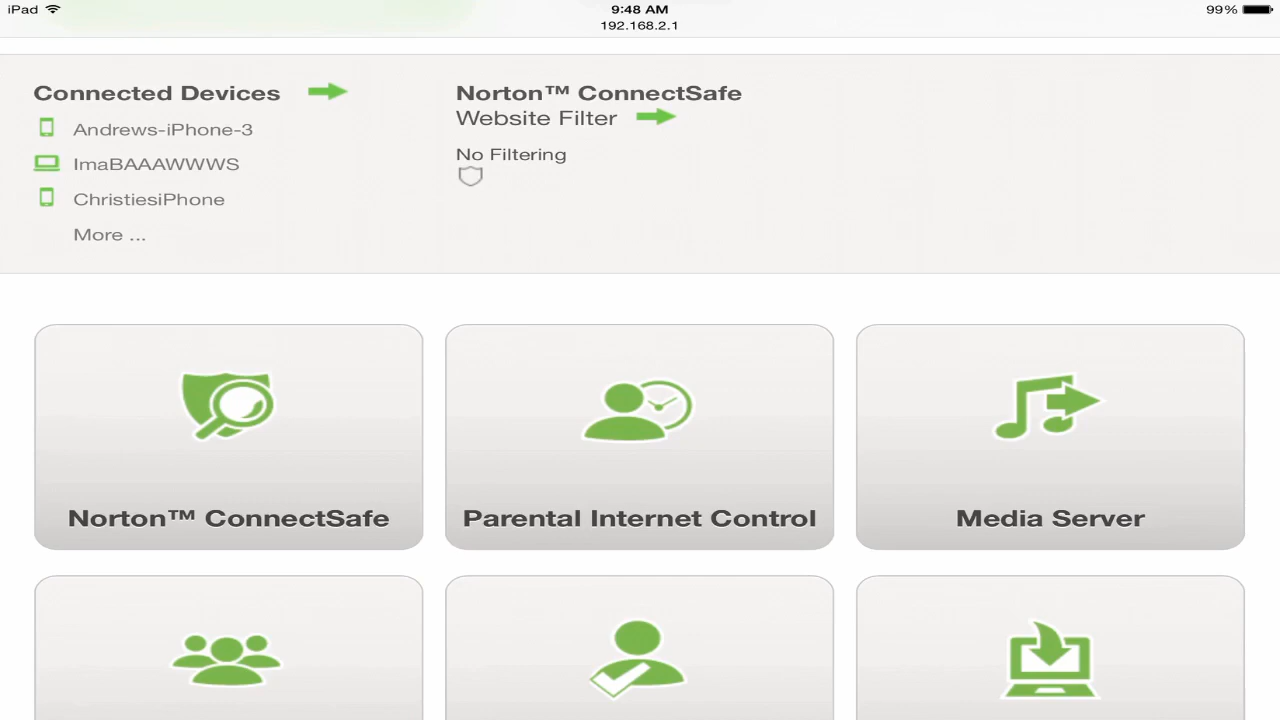 iPad 9:48 AM 99%
192.168.2.1
Connected Devices
Andrews-iPhone-3
ImaBAAAWWWS
ChristiesiPhone
More ...
Norton™ ConnectSafe
Website Filter
No Filtering
Norton™ ConnectSafe
Parental Internet Control
Media Server